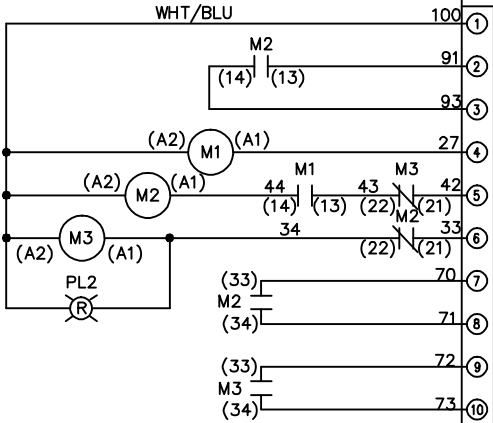 WHT/BLU 100 1
M2 91 2
(14) (13)
93 3
(A2) M1 (A1) 27 4
M1 M3
(A2) M2 (A1) 44 43 42 5
(14) (13) (22) (21)
M2
M3 34 33 6
(A2) (A1) (22) (21)
PL2
R
(33) 70 7
M2
(34) 71 8
(33) 72 9
M3
(34) 73 10